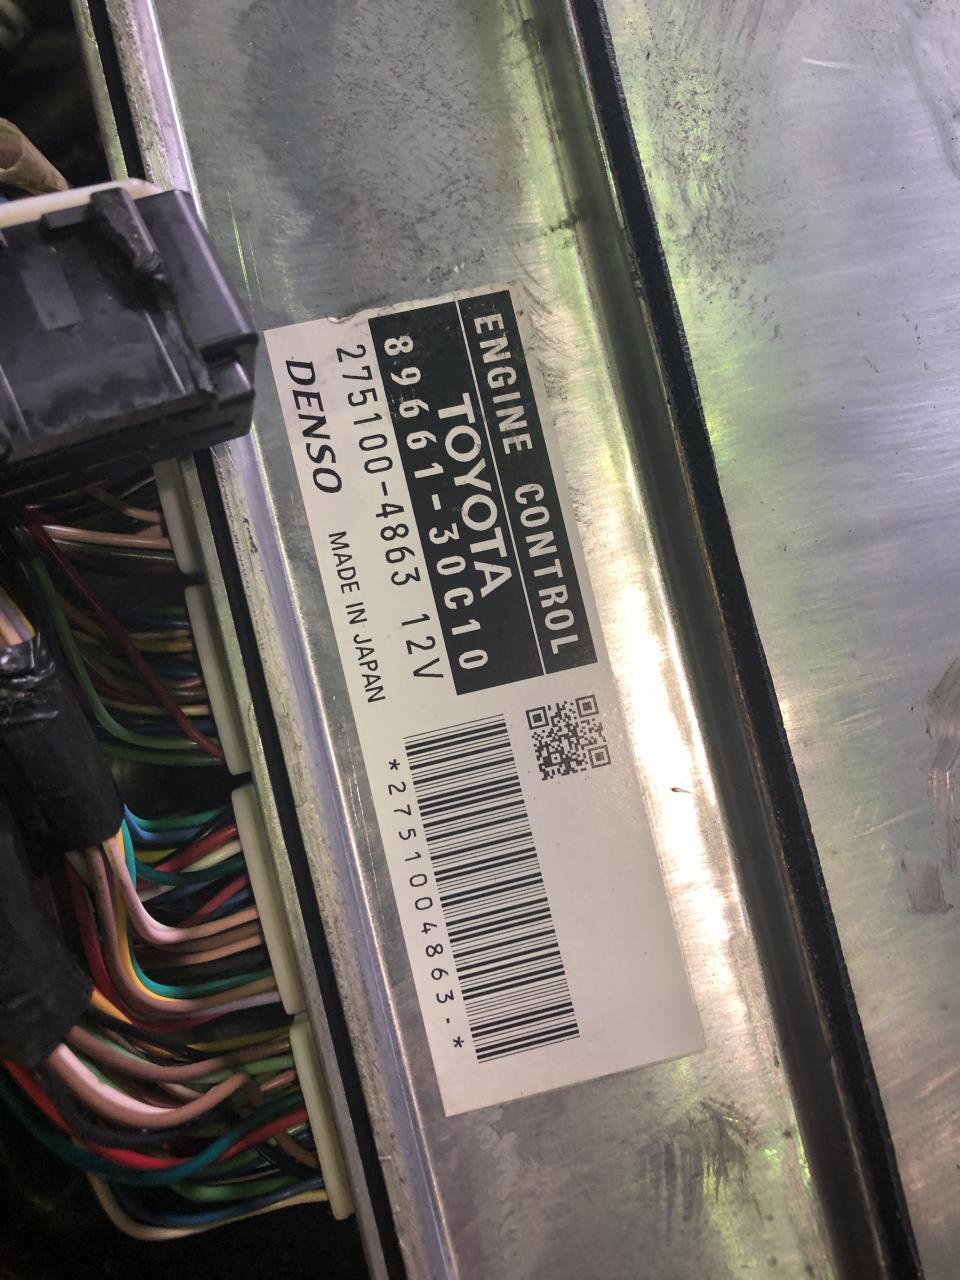 ENGINE CONTROL
TOYOTA
89661-30C10
275100-4863 12V
DENSO MADE IN JAPAN
*2751004863-*